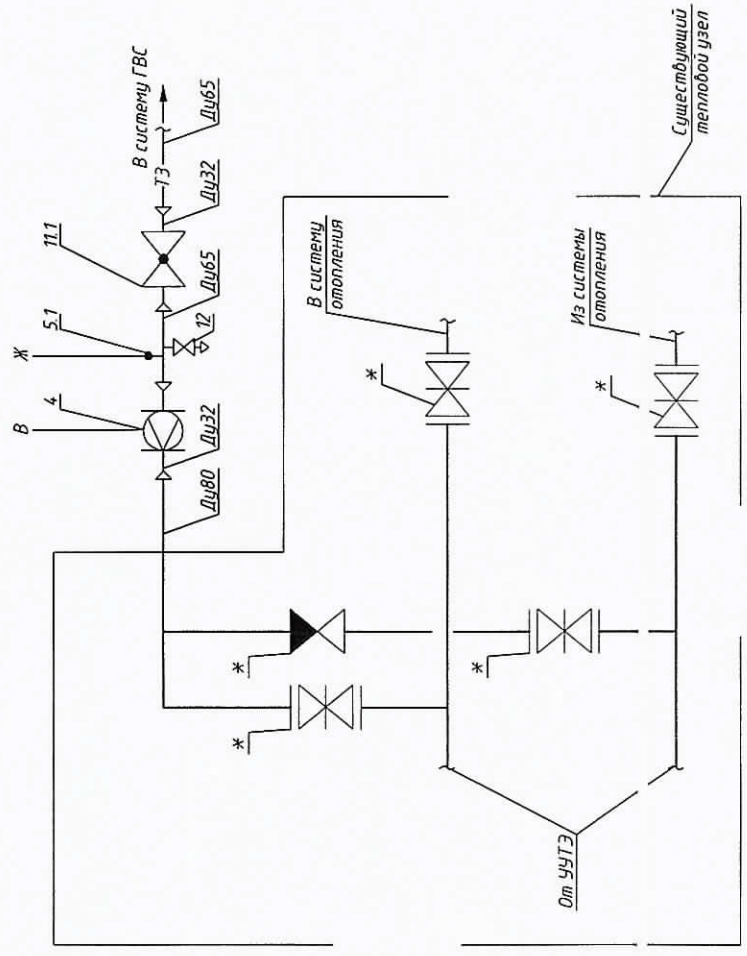 В
4
Ж
5.1
11.1
В систему ГВС
Т3
Ду80
Ду32
12
Ду65
Ду32
Ду65
*
*
*
*
*
В систему
отопления
Из системы
отопления
От УУТЭ
Существующий
тепловой узел